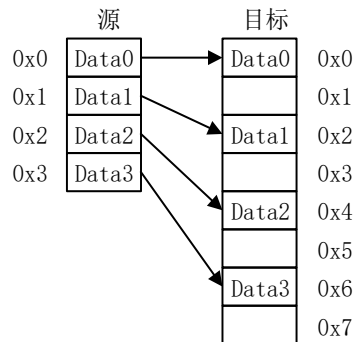 源 目标
0x0 Data0 Data0 0x0
0x1 Data1 0x1
0x2 Data2 Data1 0x2
0x3 Data3 0x3
Data2 0x4
0x5
Data3 0x6
0x7